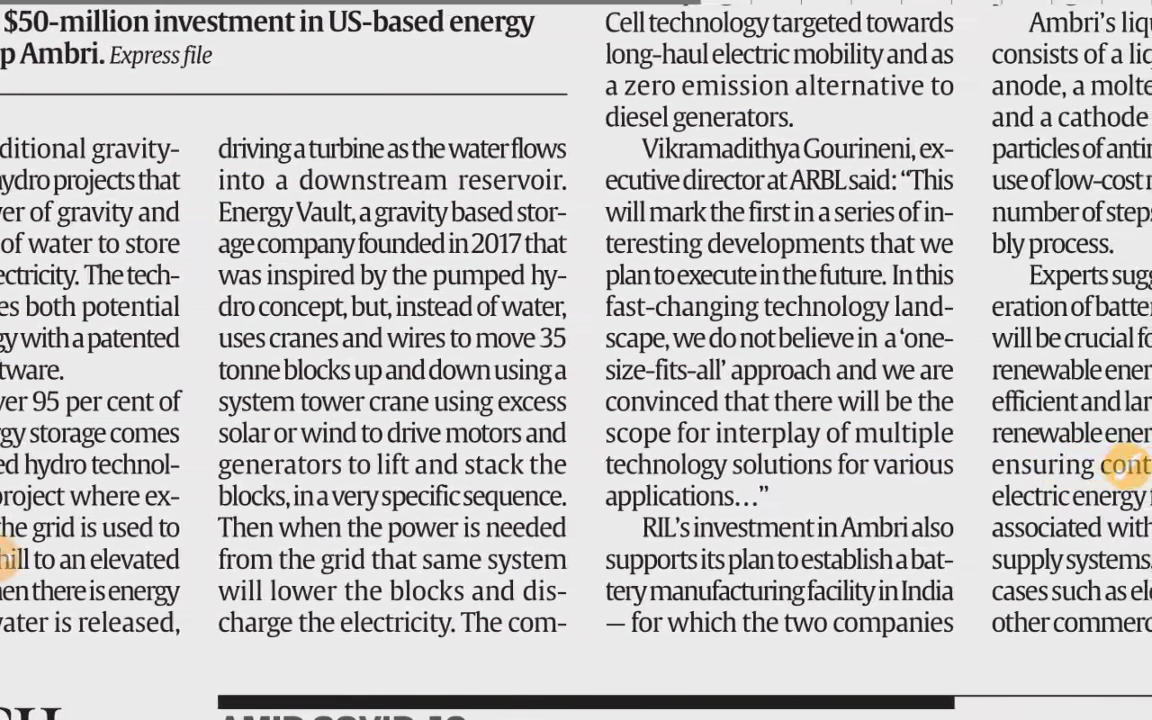 $50-million investment in US-based energy
p Ambri. Express file
ditional gravity-
hydro projects that
ver of gravity and
of water to store
ectricity. The tech-
es both potential
gy with a patented
tware.
ver 95 per cent of
rgy storage comes
ed hydro technol-
project where ex-
the grid is used to
hill to an elevated
hen there is energy
water is released,
driving a turbine as the water flows
into a downstream reservoir.
Energy Vault, a gravity based stor-
age company founded in 2017 that
was inspired by the pumped hy-
dro concept, but, instead of water,
uses cranes and wires to move 35
tonne blocks up and down using a
system tower crane using excess
solar or wind to drive motors and
generators to lift and stack the
blocks, in a very specific sequence.
Then when the power is needed
from the grid that same system
will lower the blocks and dis-
charge the electricity. The com-
Cell technology targeted towards
long-haul electric mobility and as
a zero emission alternative to
diesel generators.
Vikramadithya Gourineni, ex-
ecutive director at ARBL said: “This
will mark the first in a series of in-
teresting developments that we
plan to execute in the future. In this
fast-changing technology land-
scape, we do not believe in a ‘one-
size-fits-all’ approach and we are
convinced that there will be the
scope for interplay of multiple
technology solutions for various
applications…”
RIL’s investment in Ambri also
supports its plan to establish a bat-
tery manufacturing facility in India
— for which the two companies
Ambri’s liq
consists of a liq
anode, a molte
and a cathode
particles of antin
use of low-cost
number of steps
bly process.
Experts sugg
eration of batte
will be crucial fo
renewable ener
efficient and lar
renewable ener
ensuring cont
electric energy
associated with
supply systems,
cases such as ele
other commerc
AMID COVID-19